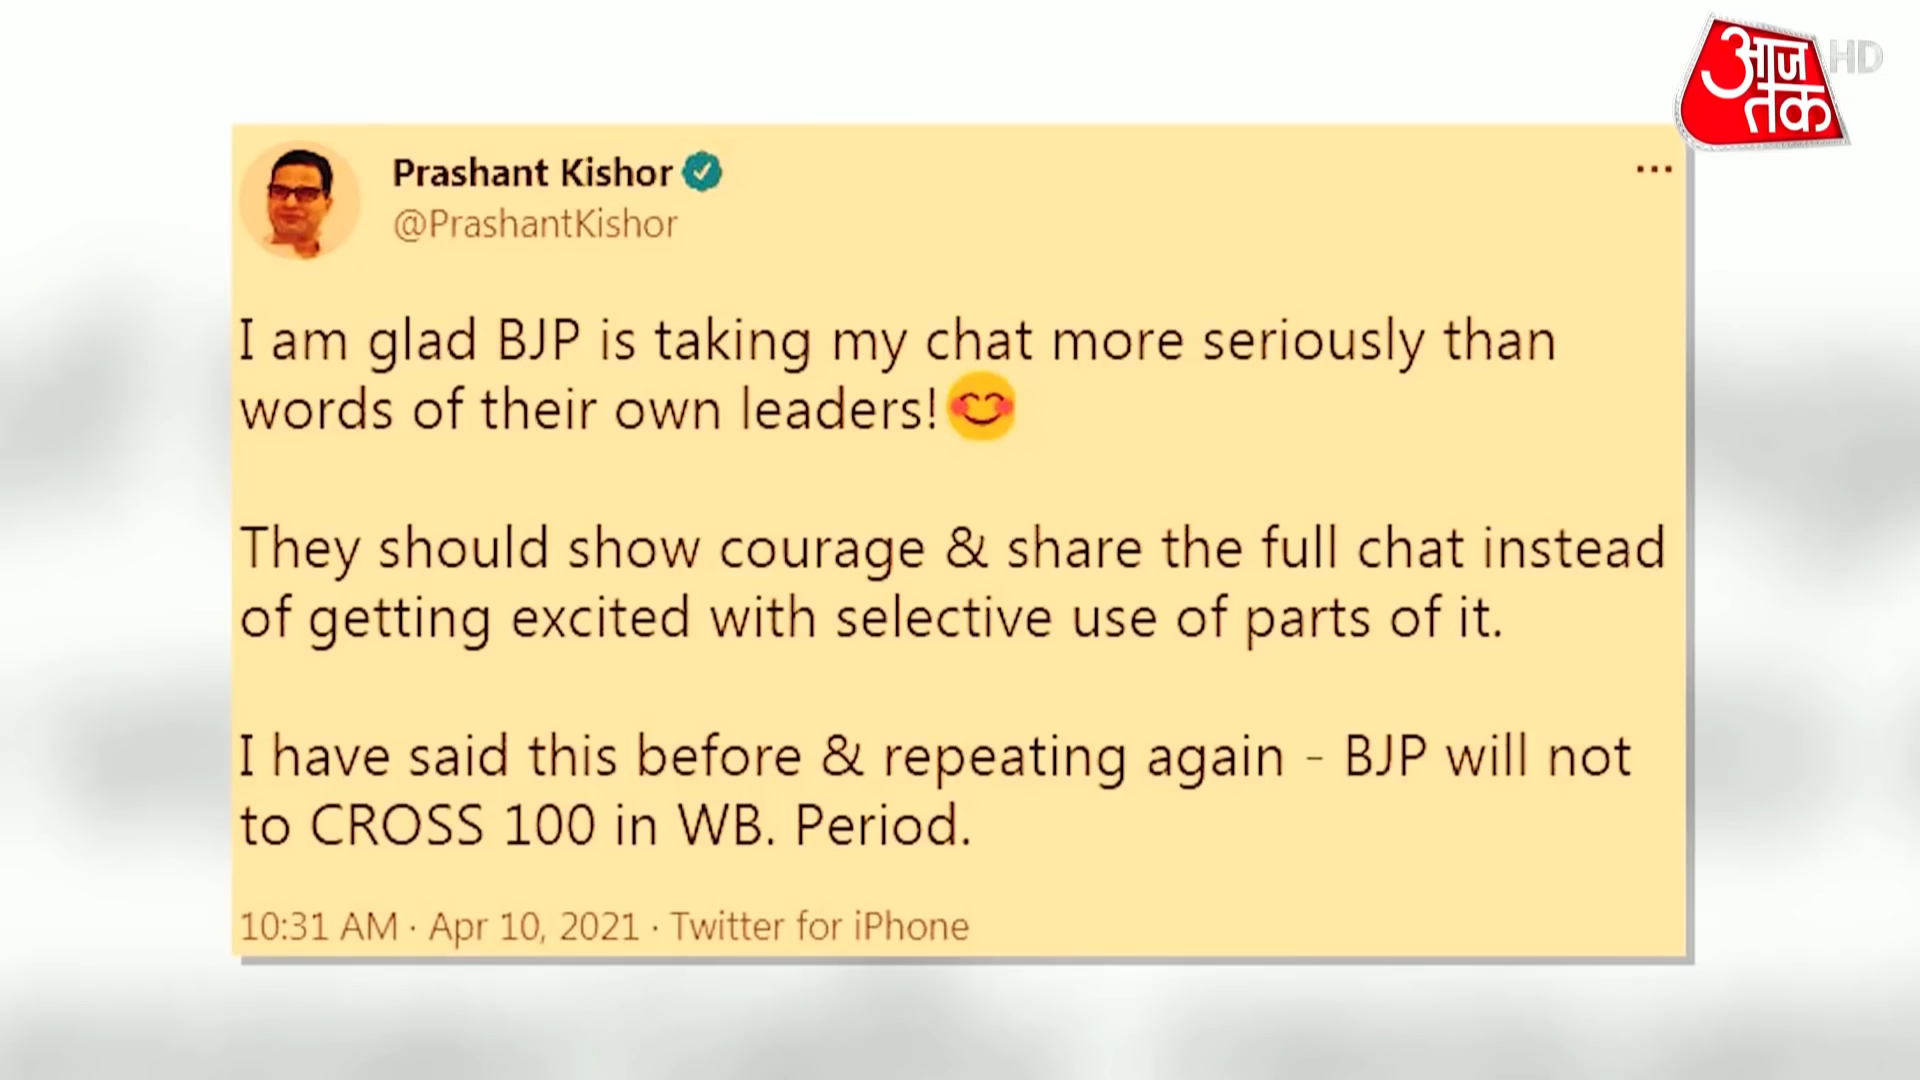 आज
तक
HD
Prashant Kishor
@PrashantKishor
I am glad BJP is taking my chat more seriously than
words of their own leaders!😊
They should show courage & share the full chat instead
of getting excited with selective use of parts of it.
I have said this before & repeating again - BJP will not
to CROSS 100 in WB. Period.
10:31 AM · Apr 10, 2021 · Twitter for iPhone